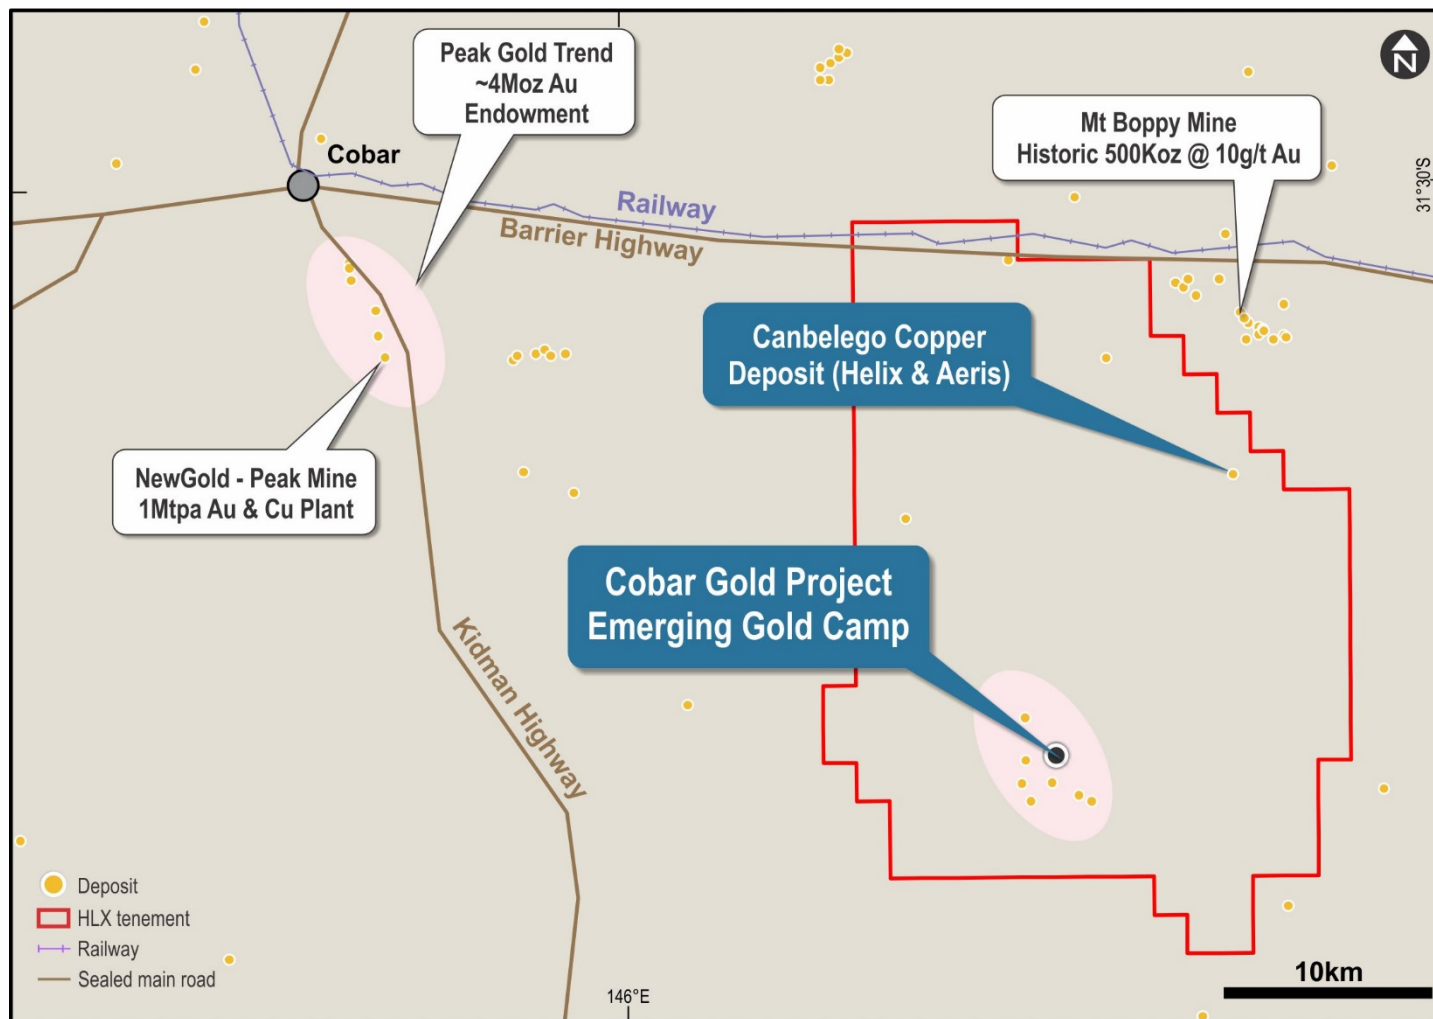 Peak Gold Trend
~4Moz Au
Endowment
N
Mt Boppy Mine
Historic 500Koz @ 10g/t Au
Cobar
31°30'S
Railway
Barrier Highway
Canbelego Copper
Deposit (Helix & Aeris)
NewGold - Peak Mine
1Mtpa Au & Cu Plant
Cobar Gold Project
Emerging Gold Camp
Kidman Highway
Deposit
HLX tenement
Railway
Sealed main road
146°E
10km